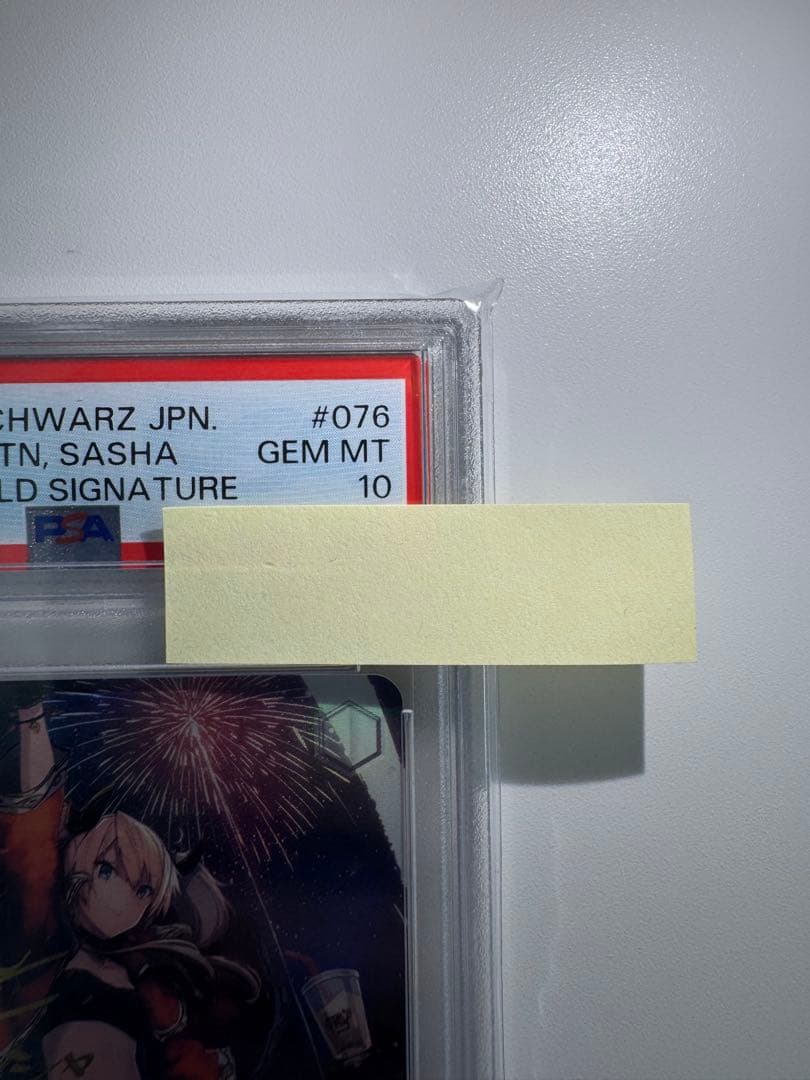 CHWARZ JPN. #076
TN, SASHA GEM MT
LD SIGNATURE 10
PSA